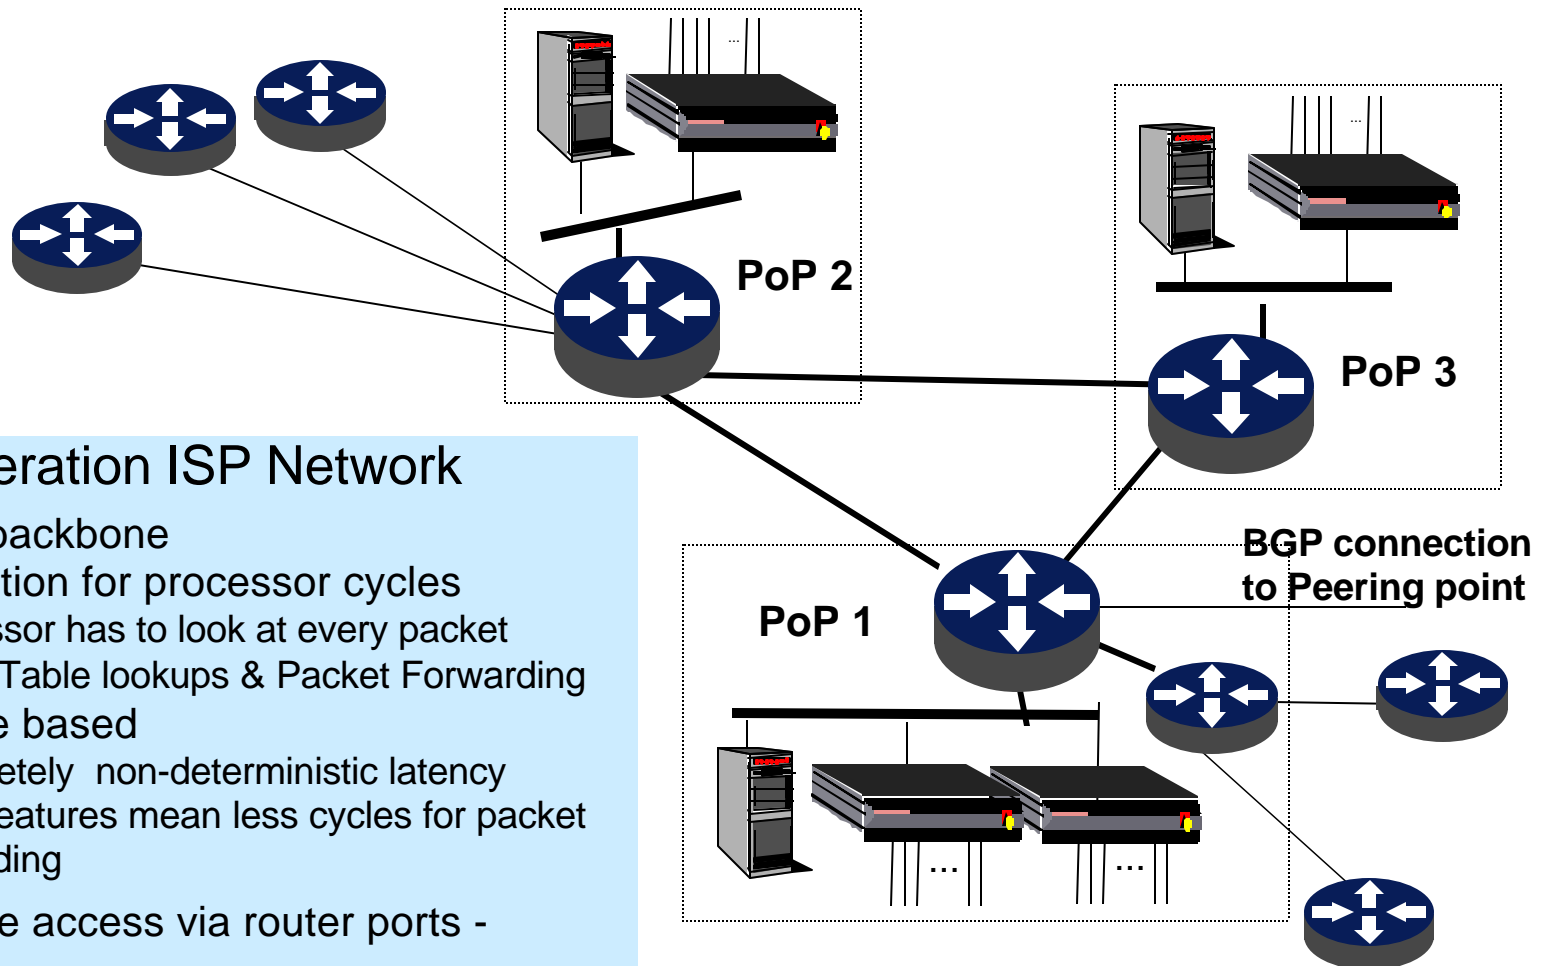 PoP 2
PoP 3
eration ISP Network
backbone
tion for processor cycles
ssor has to look at every packet
Table lookups & Packet Forwarding
e based
etely non-deterministic latency
eatures mean less cycles for packet
ding
e access via router ports -
BGP connection
to Peering point
PoP 1
...
...
...
...